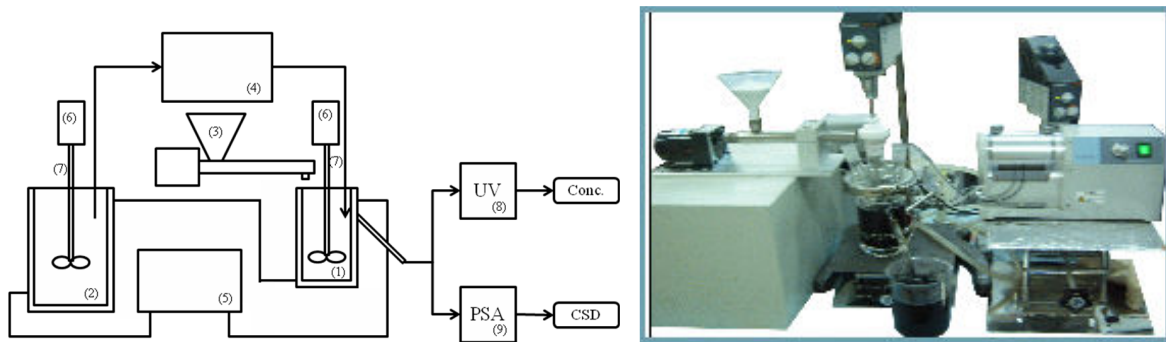 (4)
(6)
(3)
(6)
(7)
(7)
UV
(8)
Conc.
(1)
(2)
(5)
PSA
(9)
CSD